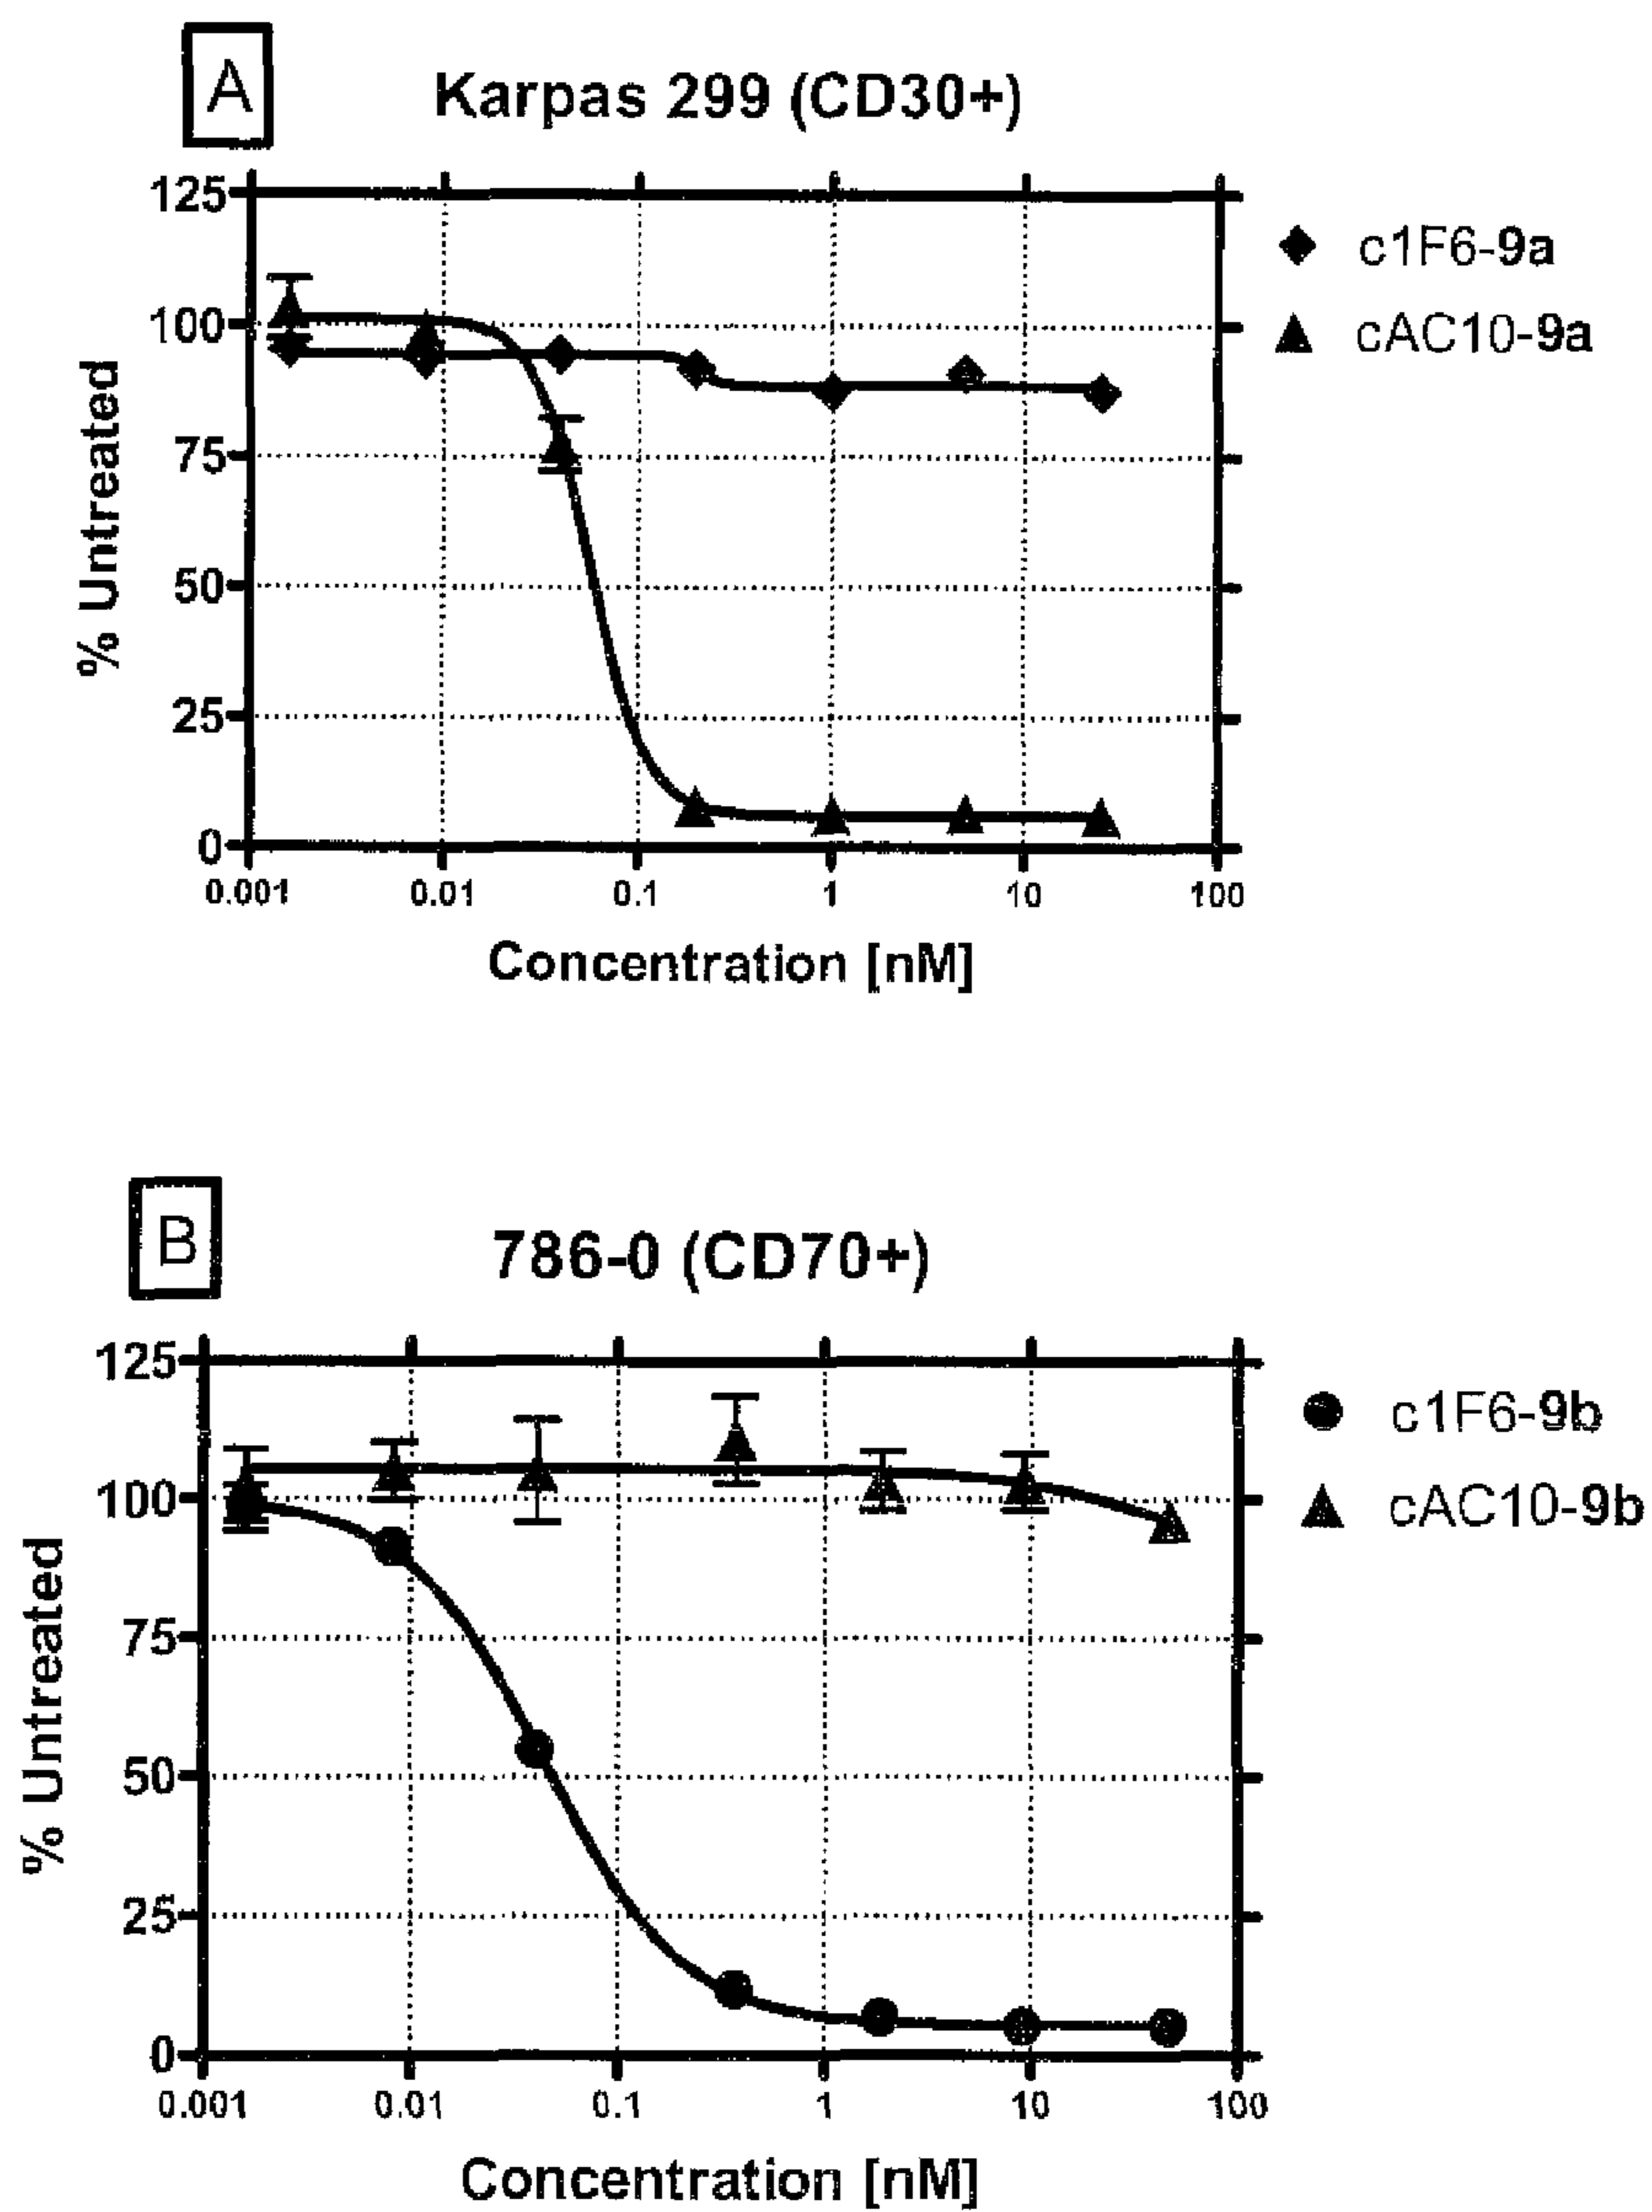 A
Karpas 299 (CD30+)
125
100
75
50
25
0
% Untreated
0.001 0.01 0.1 1 10 100
Concentration [nM]
c1F6-9a
cAC10-9a
B
786-0 (CD70+)
125
100
75
50
25
0
% Untreated
0.001 0.01 0.1 1 10 100
Concentration [nM]
c1F6-9b
cAC10-9b